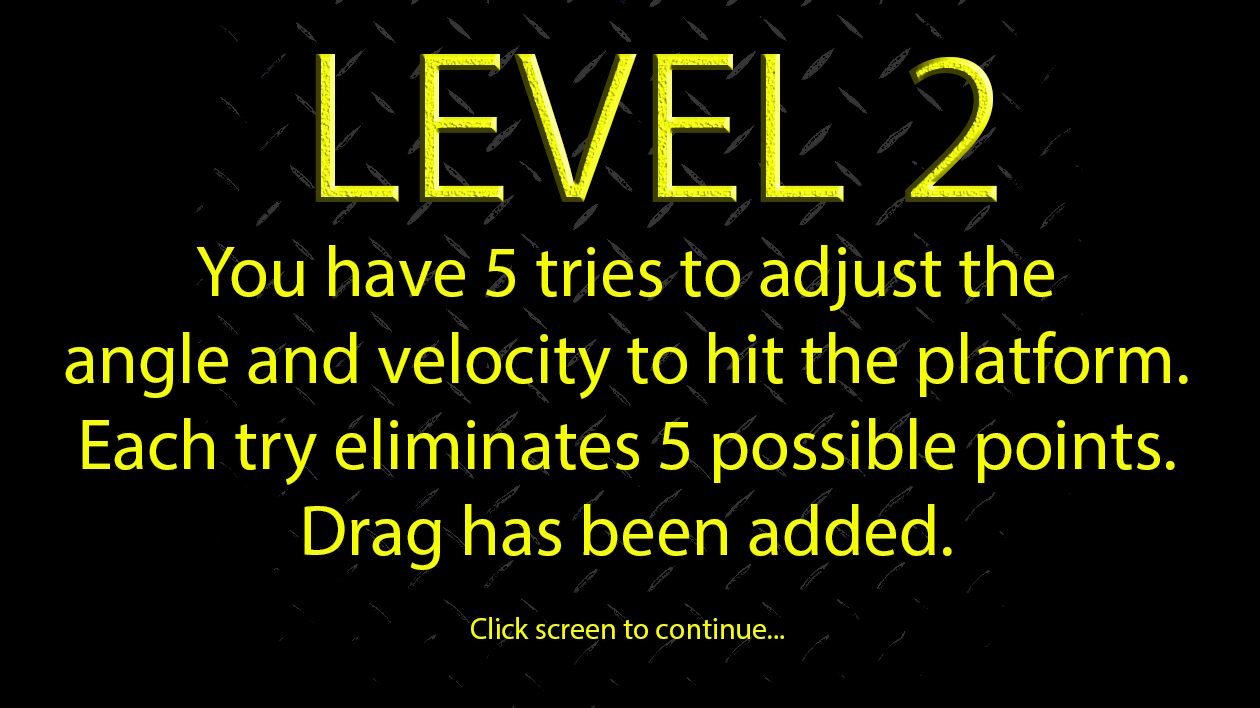 LEVEL 2
You have 5 tries to adjust the
angle and velocity to hit the platform.
Each try eliminates 5 possible points.
Drag has been added.
Click screen to continue...